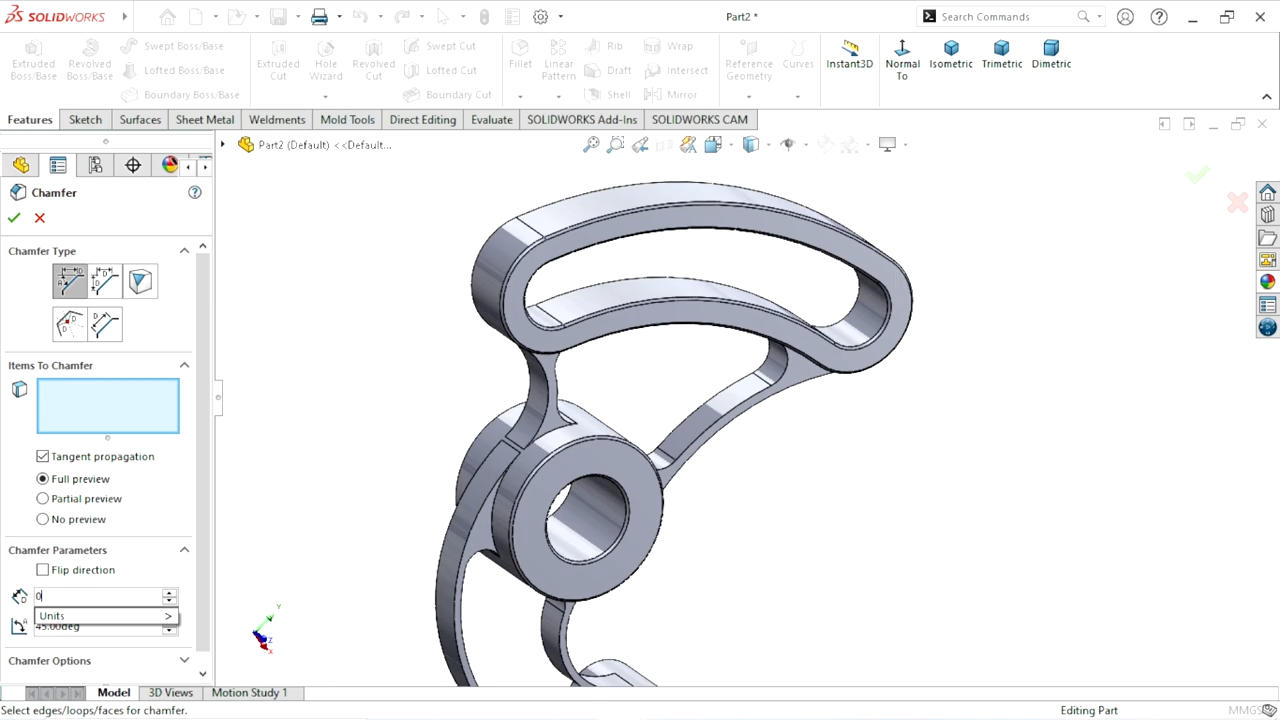 SOLIDWORKS
Part2 *
Search Commands
Extruded Boss/Base
Revolved Boss/Base
Swept Boss/Base
Lofted Boss/Base
Boundary Boss/Base
Extruded Cut
Hole Wizard
Revolved Cut
Swept Cut
Lofted Cut
Boundary Cut
Fillet
Linear Pattern
Rib
Draft
Shell
Wrap
Intersect
Mirror
Reference Geometry
Curves
Instant3D
Normal To
Isometric
Trimetric
Dimetric
Features
Sketch
Surfaces
Sheet Metal
Weldments
Mold Tools
Direct Editing
Evaluate
SOLIDWORKS Add-Ins
SOLIDWORKS CAM
Part2 (Default) <<Default...
Chamfer
Chamfer Type
Items To Chamfer
Tangent propagation
Full preview
Partial preview
No preview
Chamfer Parameters
Flip direction
0
Units >
45.00deg
Chamfer Options
Y
Z
X
Model
3D Views
Motion Study 1
Select edges/loops/faces for chamfer.
Editing Part
MMGS